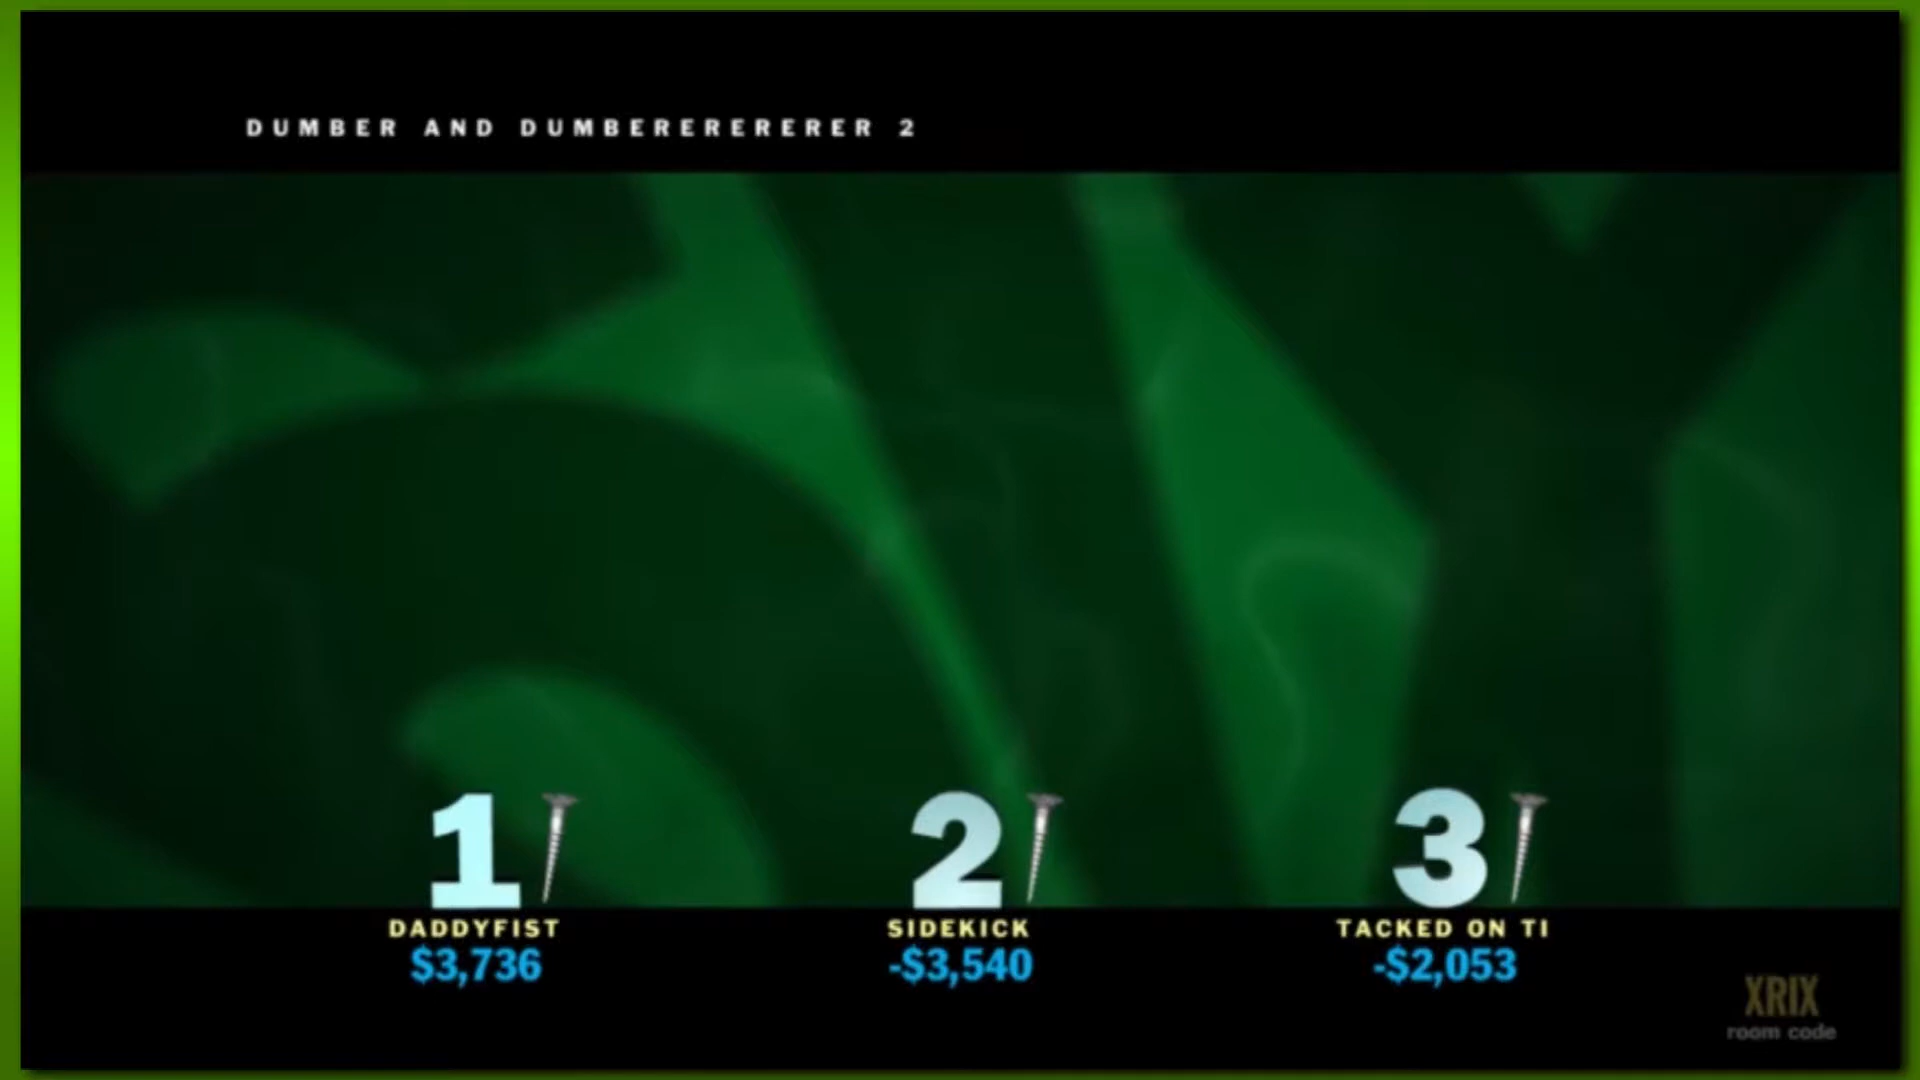 DUMBER AND DUMBERERERERER 2
1
2
3
DADDYFIST
SIDEKICK
TACKED ON TI
$3,736
-$3,540
-$2,053
XRIX
room code